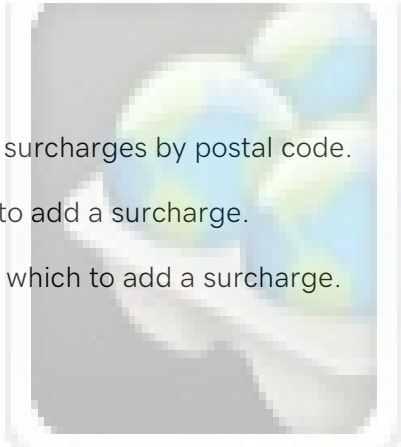 surcharges by postal code.
to add a surcharge.
which to add a surcharge.